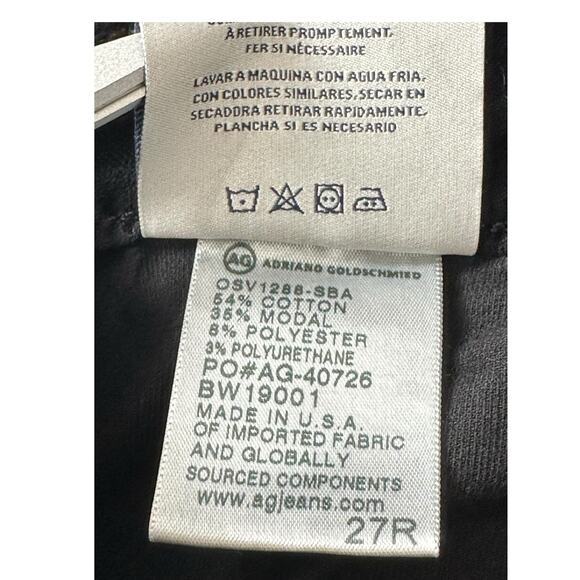 À RETIRER PROMPTEMENT.
FER SI NÉCESSAIRE
LAVAR A MAQUINA CON AGUA FRIA.
CON COLORES SIMILARES, SECAR EN
SECADORA RETIRAR RAPIDAMENTE.
PLANCHA SI ES NECESARIO
AG ADRIANO GOLDSCHMIED
OSV1288-SBA
54% COTTON
35% MODAL
8% POLYESTER
3% POLYURETHANE
PO#AG-40726
BW19001
MADE IN U.S.A.
OF IMPORTED FABRIC
AND GLOBALLY
SOURCED COMPONENTS
www.agjeans.com
27R